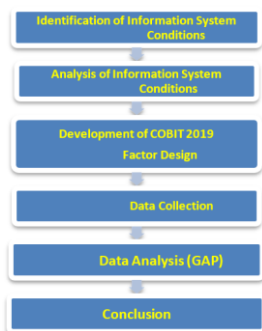 Identification of Information System
Conditions
Analysis of Information System
Conditions
Development of COBIT 2019
Factor Design
Data Collection
Data Analysis (GAP)
Conclusion